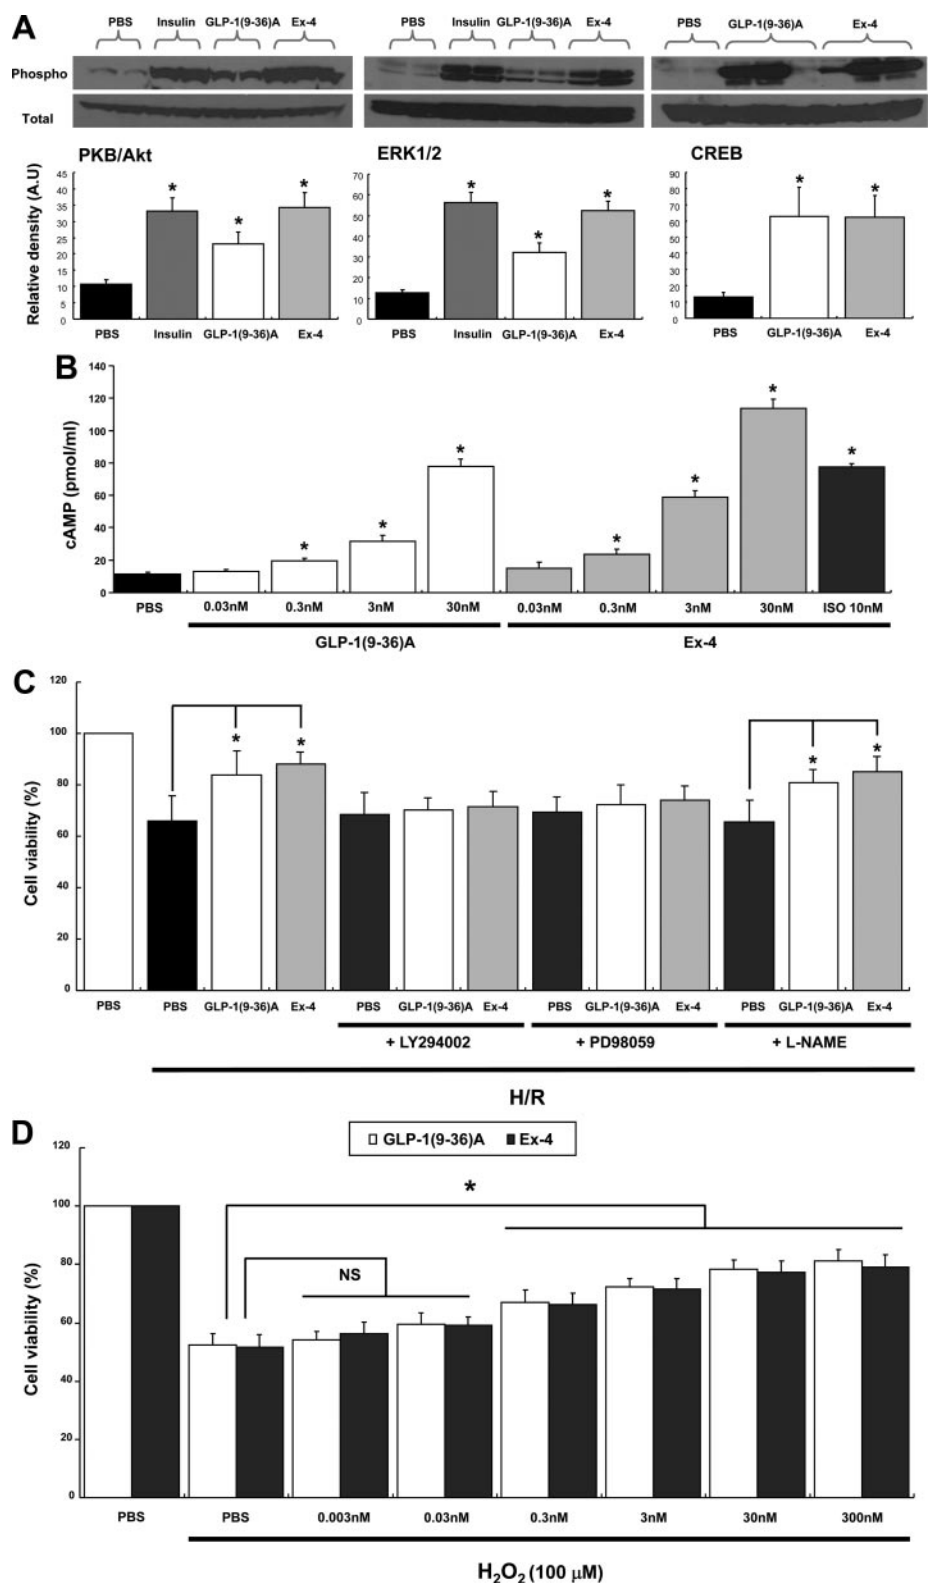 A
PBS Insulin GLP-1(9-36)A Ex-4 PBS Insulin GLP-1(9-36)A Ex-4 PBS GLP-1(9-36)A Ex-4
Phospho
Total
PKB/Akt ERK1/2 CREB
Relative density (A.U)
45
40
35
30
25
20
15
10
5
0
* * *
PBS Insulin GLP-1(9-36)A Ex-4
70
60
50
40
30
20
10
0
* * *
PBS Insulin GLP-1(9-36)A Ex-4
90
80
70
60
50
40
30
20
10
0
* *
PBS GLP-1(9-36)A Ex-4
B
cAMP (pmol/ml)
140
120
100
80
60
40
20
0
* * * * * * *
PBS 0.03nM 0.3nM 3nM 30nM 0.03nM 0.3nM 3nM 30nM ISO 10nM
GLP-1(9-36)A Ex-4
C
Cell viability (%)
120
100
80
60
40
20
0
* * * *
PBS PBS GLP-1(9-36)A Ex-4 PBS GLP-1(9-36)A Ex-4 PBS GLP-1(9-36)A Ex-4 PBS GLP-1(9-36)A Ex-4
+ LY294002 + PD98059 + L-NAME
H/R
D
GLP-1(9-36)A Ex-4
Cell viability (%)
120
100
80
60
40
20
0
*
NS
PBS PBS 0.003nM 0.03nM 0.3nM 3nM 30nM 300nM
H₂O₂ (100 μM)